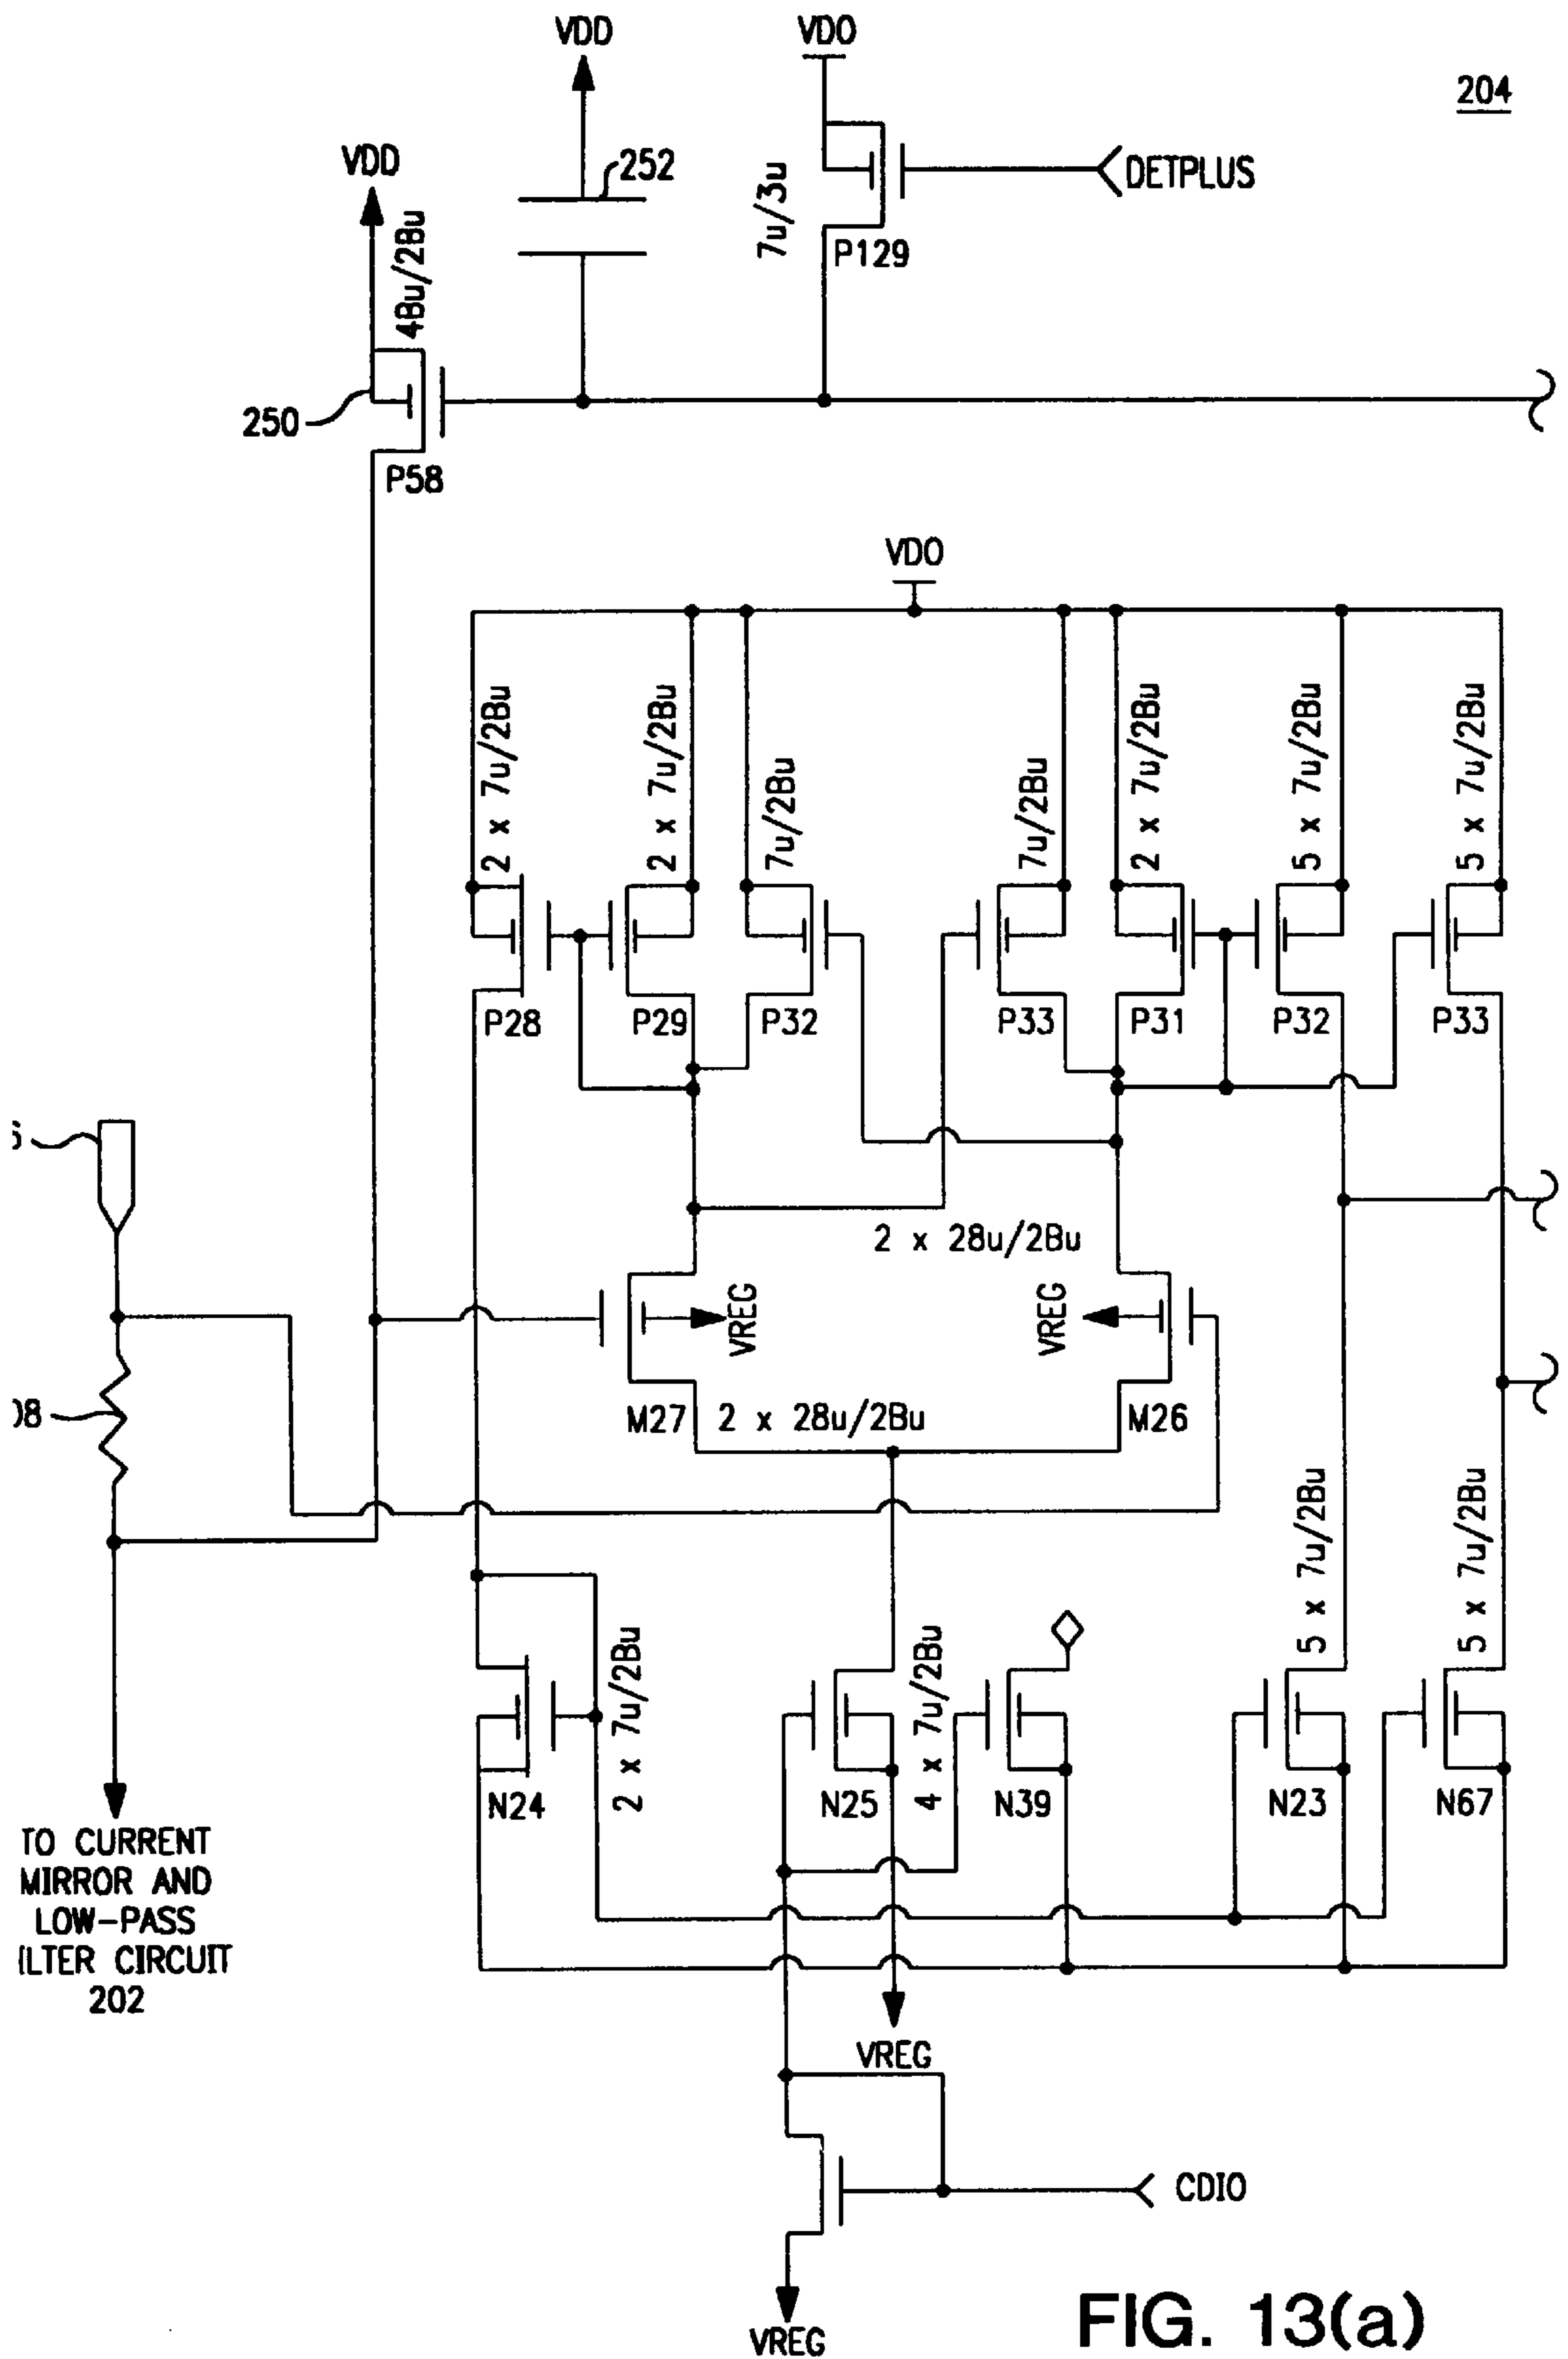 VDD
VDO
204
VDD
252
DETPLUS
4Bu/2Bu
7u/3u
P129
250
P58
VDO
2 x 7u/2Bu
2 x 7u/2Bu
7u/2Bu
7u/2Bu
2 x 7u/2Bu
5 x 7u/2Bu
5 x 7u/2Bu
P28
P29
P32
P33
P31
P32
P33
2 x 28u/2Bu
VREG
VREG
08
M27
2 x 28u/2Bu
M26
5 x 7u/2Bu
5 x 7u/2Bu
2 x 7u/2Bu
4 x 7u/2Bu
N24
N25
N39
N23
N67
TO CURRENT
MIRROR AND
LOW-PASS
ILTER CIRCUIT
202
VREG
CDIO
VREG
FIG. 13(a)